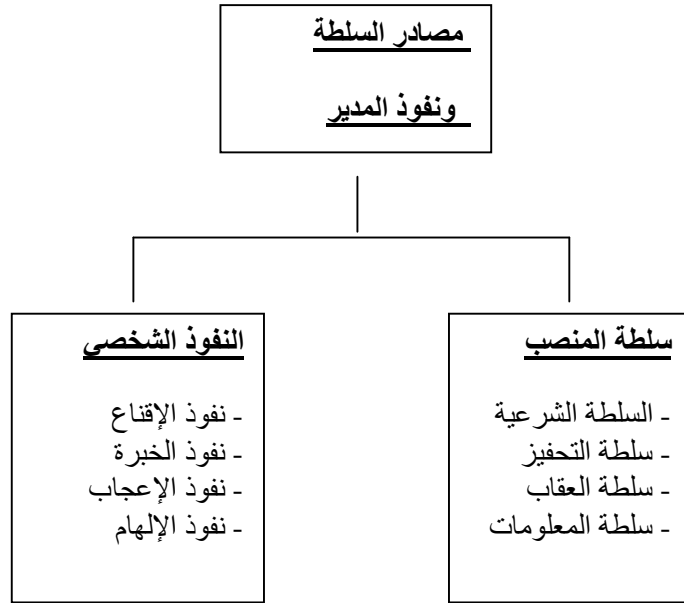 مصادر السلطة
ونفوذ المدير
سلطة المنصب
- السلطة الشرعية
- سلطة التحفيز
- سلطة العقاب
- سلطة المعلومات
النفوذ الشخصي
- نفوذ الإقناع
- نفوذ الخبرة
- نفوذ الإعجاب
- نفوذ الإلهام